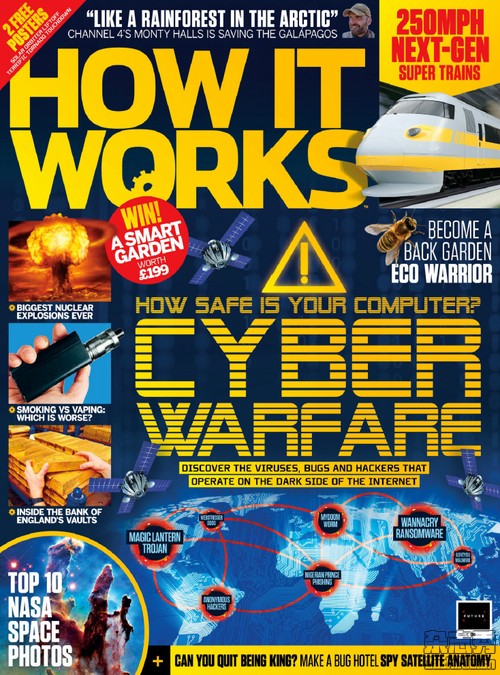 2 FREE
POSTERS
"LIKE A RAINFOREST IN THE ARCTIC"
CHANNEL 4'S MONTY HALLS IS SAVING THE GALÁPAGOS
250MPH
NEXT-GEN
SUPER TRAINS
HOW IT
WORKS
WIN!
A SMART
GARDEN
WORTH
£199
BECOME A
BACK GARDEN
ECO WARRIOR
BIGGEST NUCLEAR
EXPLOSIONS EVER
SMOKING VS VAPING:
WHICH IS WORSE?
INSIDE THE BANK OF
ENGLAND'S VAULTS
HOW SAFE IS YOUR COMPUTER?
CYBER
WARFARE
DISCOVER THE VIRUSES, BUGS AND HACKERS THAT
OPERATE ON THE DARK SIDE OF THE INTERNET
MAGIC LANTERN
TROJAN
MYDOOM
WORM
WANNACRY
RANSOMWARE
NIGERIAN PRINCE
PHISHING
ANONYMOUS
HACKERS
TOP 10
NASA
SPACE
PHOTOS
FUTURE
+ CAN YOU QUIT BEING KING? MAKE A BUG HOTEL SPY SATELLITE ANATOMY